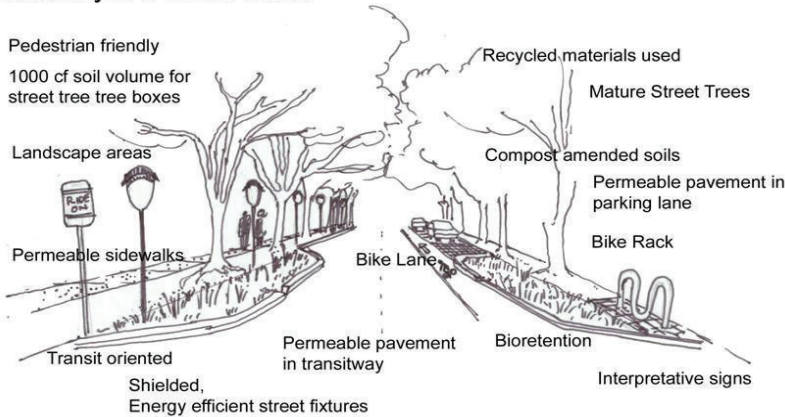 Pedestrian friendly
1000 cf soil volume for
street tree tree boxes
Landscape areas
RIDE
ON
Permeable sidewalks
Transit oriented
Shielded,
Energy efficient street fixtures
Permeable pavement
in transitway
Bike Lane
Recycled materials used
Mature Street Trees
Compost amended soils
Permeable pavement in
parking lane
Bike Rack
Bioretention
Interpretative signs